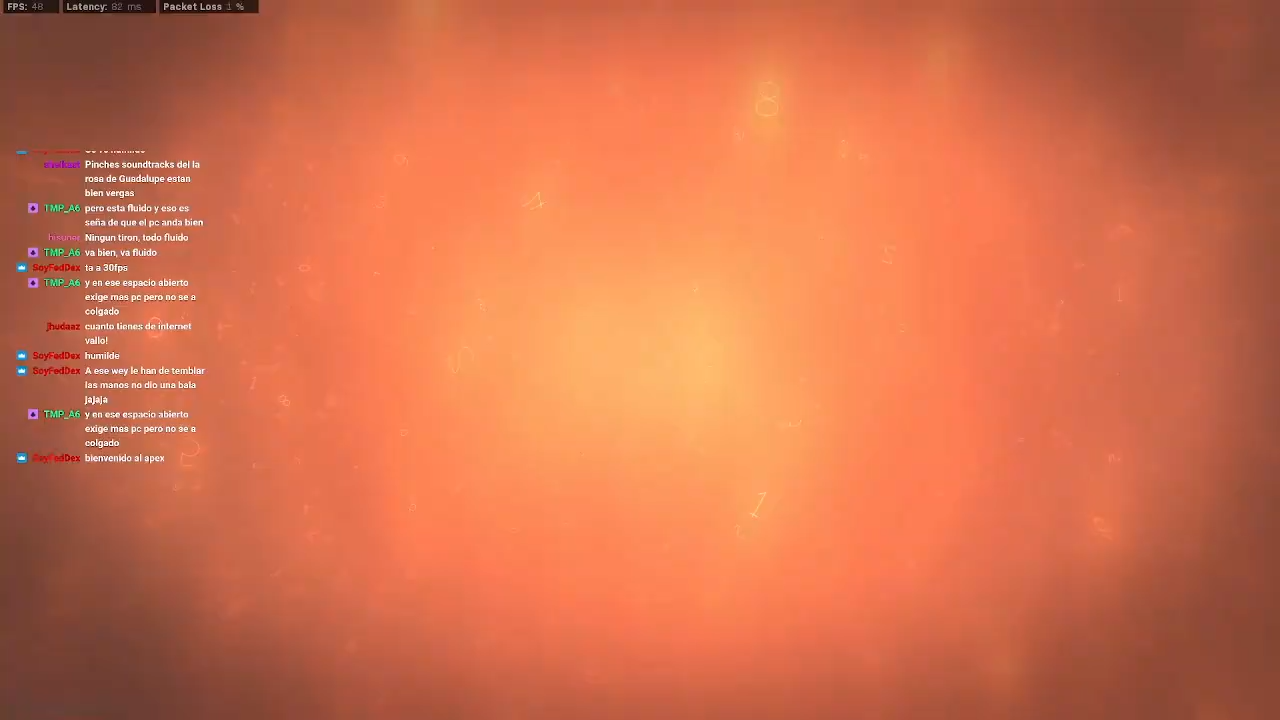 FPS: 48 Latency: 82 ms Packet Loss 1 %
Pinches soundtracks del la
rosa de Guadalupe estan
bien vergas
TMP_A6 pero esta fluido y eso es
seña de que el pc anda bien
Ningun tiron, todo fluido
TMP_A6 va bien, va fluido
SoyFedDex ta a 30fps
TMP_A6 y en ese espacio abierto
exige mas pc pero no se a
colgado
jhudaaz cuanto tienes de internet
vallo!
SoyFedDex humilde
SoyFedDex A ese wey le han de temblar
las manos no dio una bala
jajaja
TMP_A6 y en ese espacio abierto
exige mas pc pero no se a
colgado
SoyFedDex bienvenido al apex